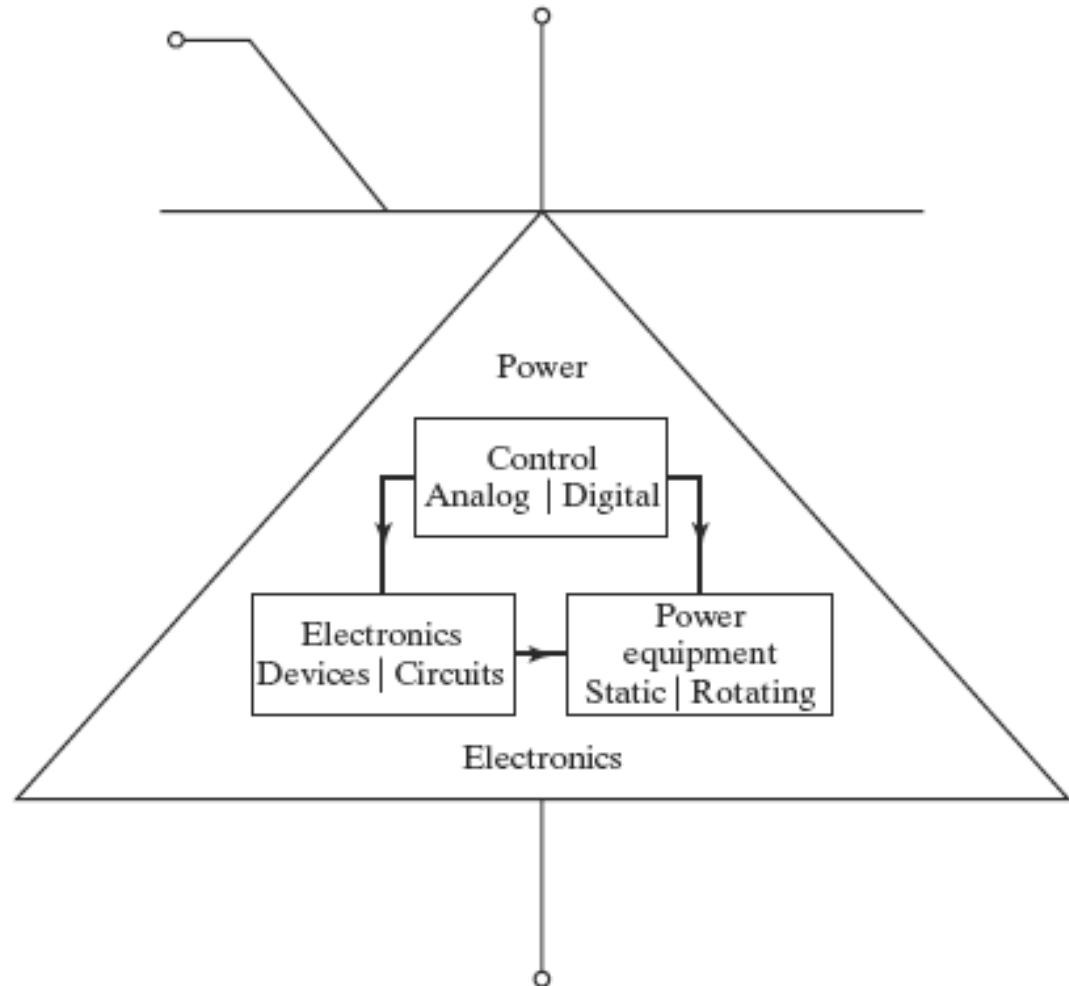 Power
Control
Analog | Digital
Electronics
Devices | Circuits
Power
equipment
Static | Rotating
Electronics